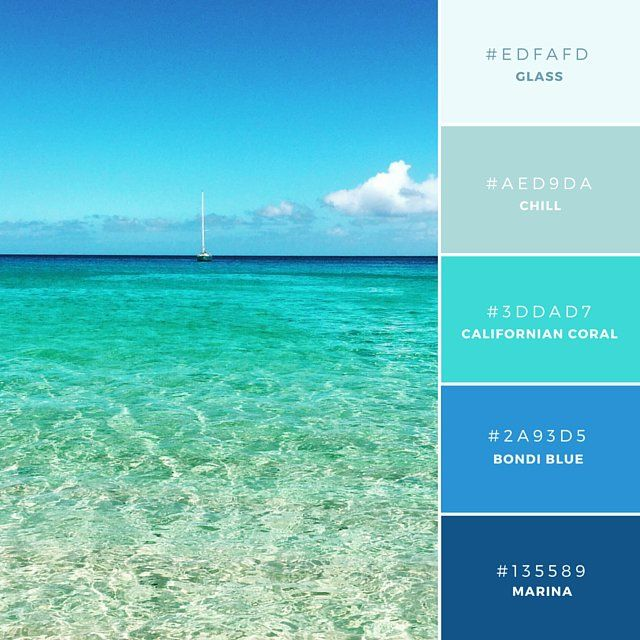 #EDFAFD
GLASS
#AED9DA
CHILL
#3DDAD7
CALIFORNIAN CORAL
#2A93D5
BONDI BLUE
#135589
MARINA